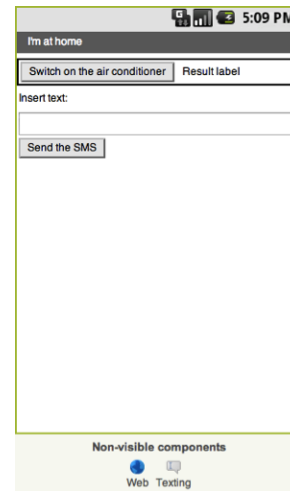 5:09 PM
I'm at home
Switch on the air conditioner Result label
Insert text:
Send the SMS
Non-visible components
Web Texting